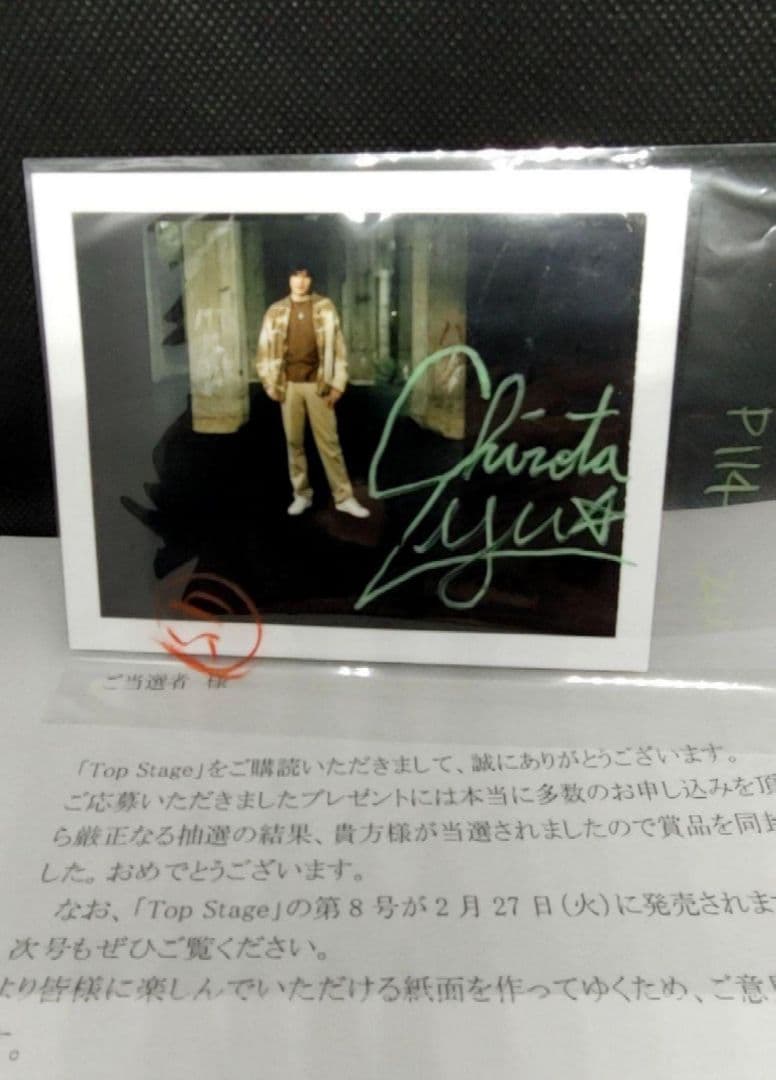 Shirota
Yu☆
P114
ご当選者 様
「Top Stage」をご購読いただきまして、誠にありがとうございます。
ご応募いただきましたプレゼントには本当に多数のお申し込みを頂
ら厳正なる抽選の結果、貴方様が当選されましたので賞品を同封
した。おめでとうございます。
なお、「Top Stage」の第8号が2月27日(火)に発売されま
次号もぜひご覧ください。
より皆様に楽しんでいただける紙面を作ってゆくため、ご意見
。